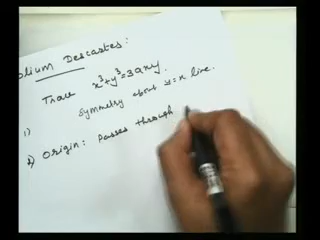 olium Descartes:
Trace x³+y³=3axy.
1) Symmetry about y=x line.
2) Origin: Passes through